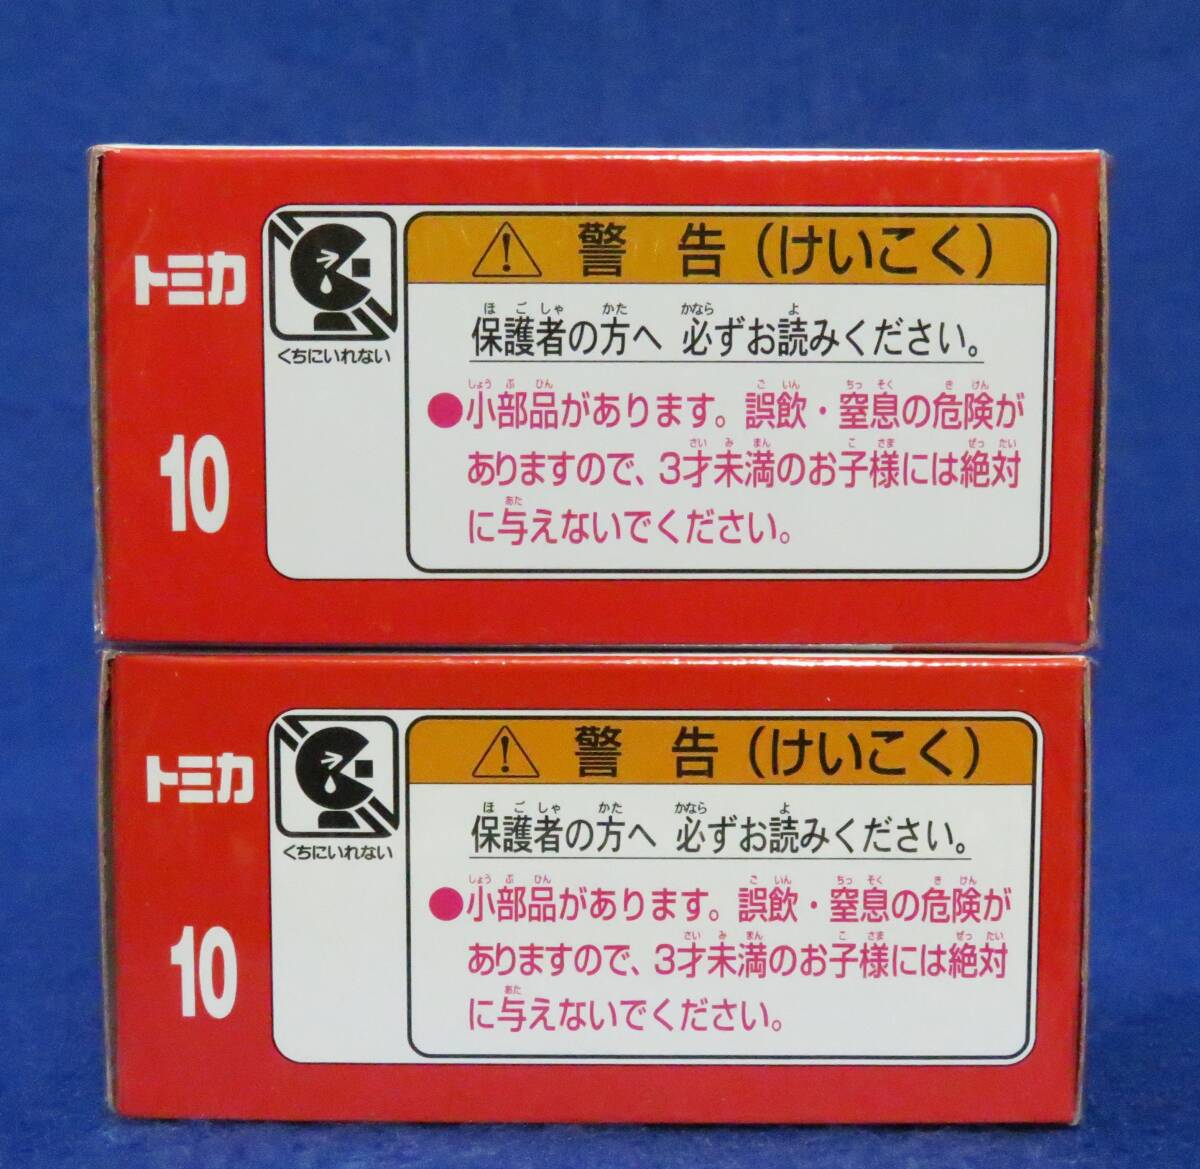 トミカ
10
くちにいれない
警 告(けいこく)
ほ ご しゃ かた かなら よ
保護者の方へ 必ずお読みください。
しょう ぶ ひん ご いん ちっ そく き けん
●小部品があります。誤飲・窒息の危険が
さい み まん こ さま ぜっ たい
ありますので、3才未満のお子様には絶対
あた
に与えないでください。
トミカ
10
くちにいれない
警 告(けいこく)
ほ ご しゃ かた かなら よ
保護者の方へ 必ずお読みください。
しょう ぶ ひん ご いん ちっ そく き けん
●小部品があります。誤飲・窒息の危険が
さい み まん こ さま ぜっ たい
ありますので、3才未満のお子様には絶対
あた
に与えないでください。